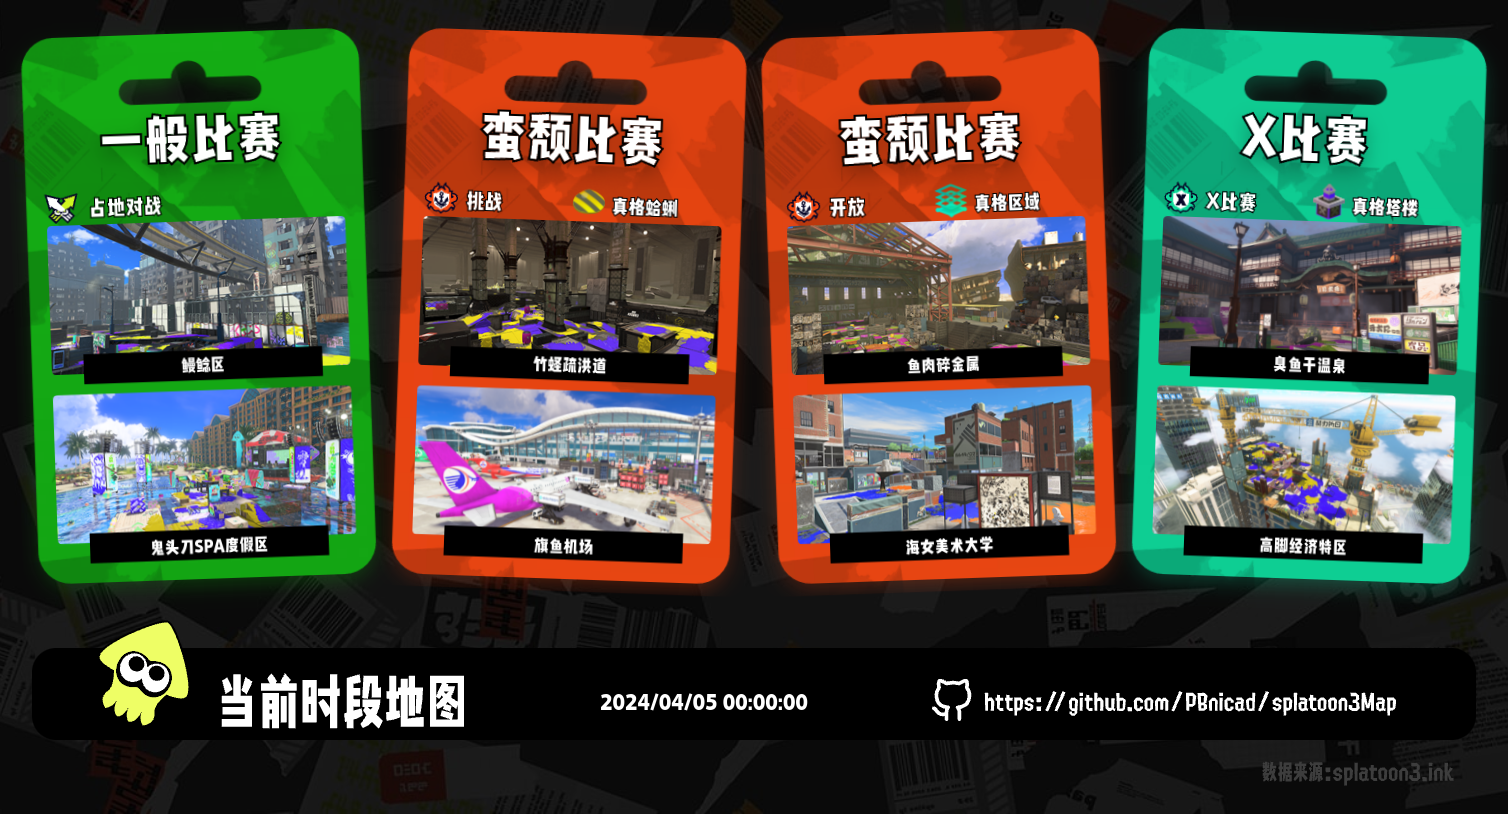 一般比赛
占地对战
鳗鲶区
鬼头刀SPA度假区
蛮颓比赛
挑战
真格蛤蜊
竹蛏疏洪道
旗鱼机场
蛮颓比赛
开放
真格区域
鱼肉碎金属
海女美术大学
X比赛
X比赛
真格塔楼
臭鱼干温泉
高脚经济特区
当前时段地图
2024/04/05 00:00:00
https://github.com/PBnicad/splatoon3Map
数据来源:splatoon3.ink